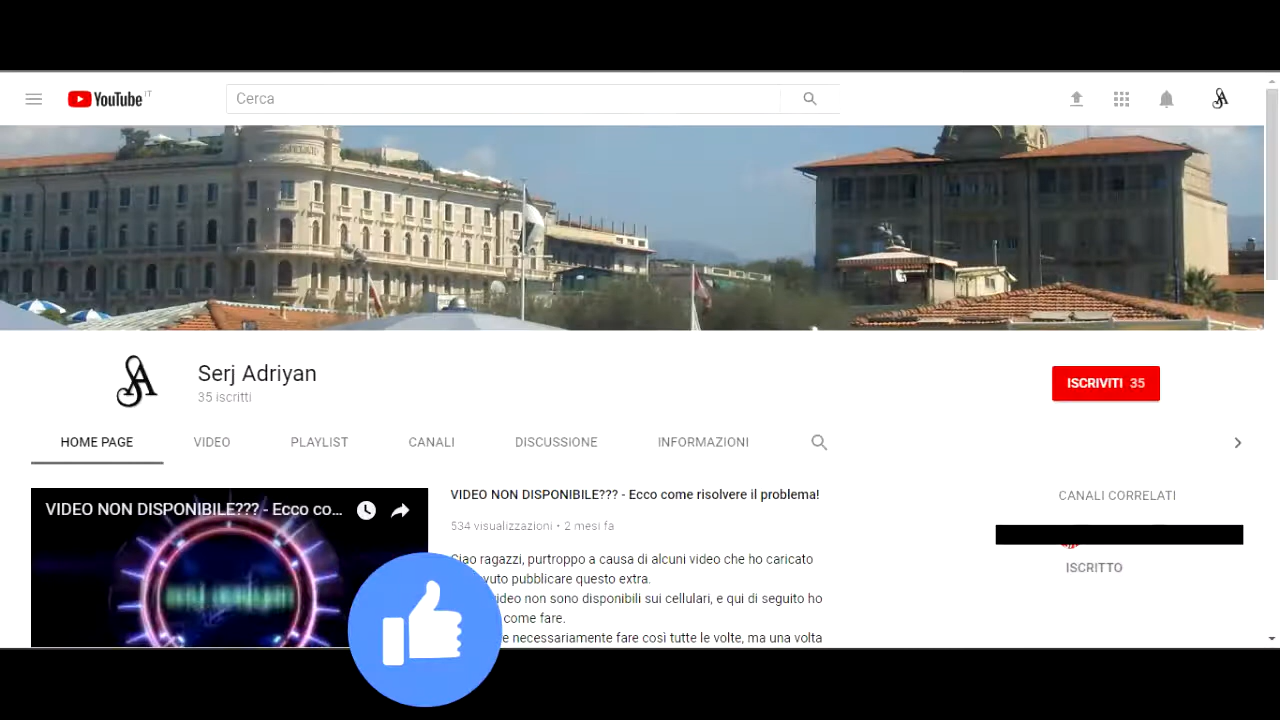 YouTube IT
Cerca
Serj Adriyan
35 iscritti
ISCRIVITI 35
HOME PAGE VIDEO PLAYLIST CANALI DISCUSSIONE INFORMAZIONI
VIDEO NON DISPONIBILE??? - Ecco co...
VIDEO NON DISPONIBILE??? - Ecco come risolvere il problema!
534 visualizzazioni • 2 mesi fa
Ciao ragazzi, purtroppo a causa di alcuni video che ho caricato
vuto pubblicare questo extra.
ideo non sono disponibili sui cellulari, e qui di seguito ho
come fare.
e necessariamente fare così tutte le volte, ma una volta
CANALI CORRELATI
ISCRITTO